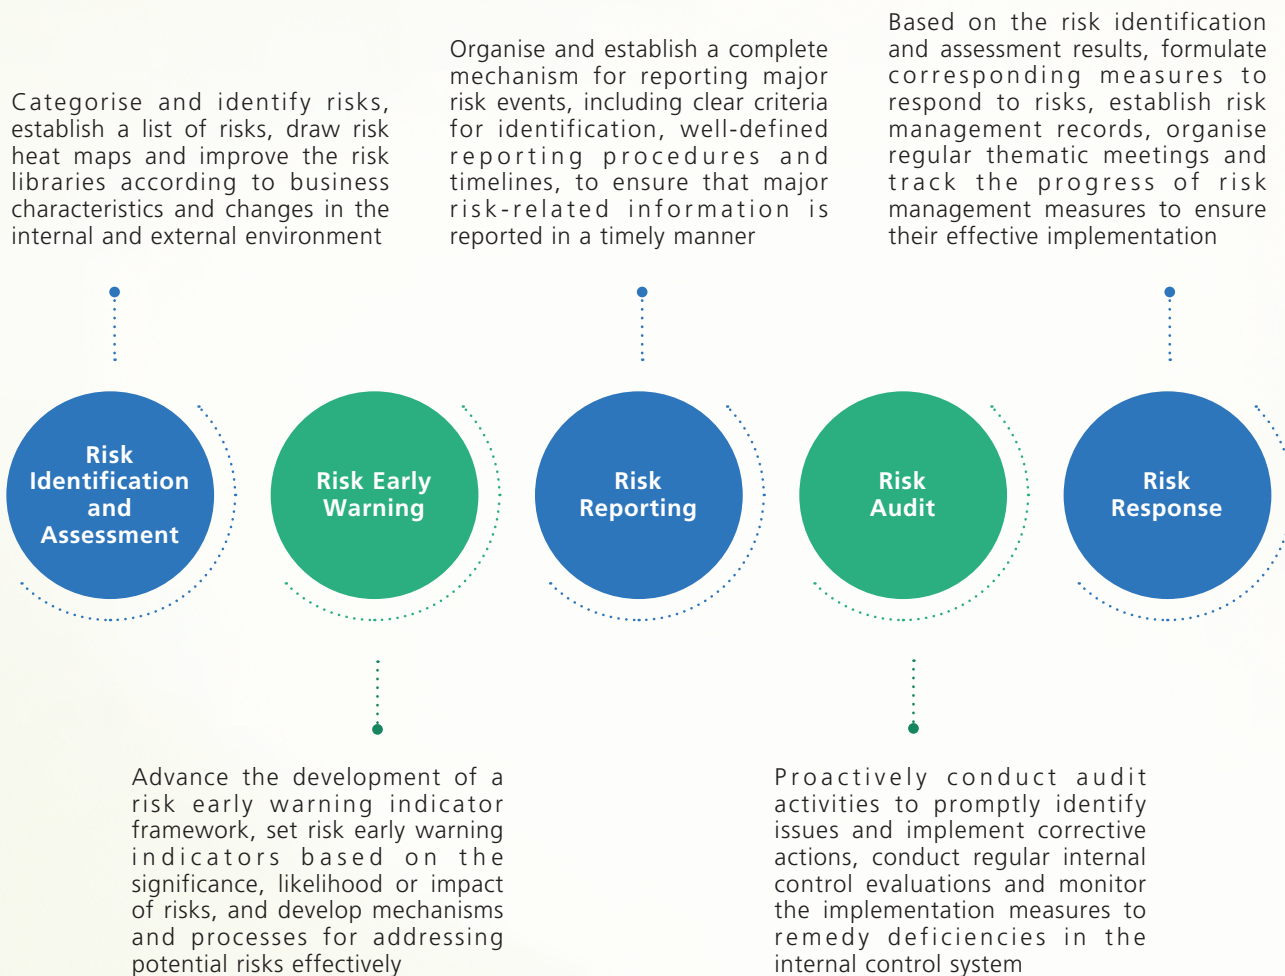 Categorise and identify risks,
establish a list of risks, draw risk
heat maps and improve the risk
libraries according to business
characteristics and changes in the
internal and external environment
Organise and establish a complete
mechanism for reporting major
risk events, including clear criteria
for identification, well-defined
reporting procedures and
timelines, to ensure that major
risk-related information is
reported in a timely manner
Based on the risk identification
and assessment results, formulate
corresponding measures to
respond to risks, establish risk
management records, organise
regular thematic meetings and
track the progress of risk
management measures to ensure
their effective implementation
Risk
Identification
and
Assessment
Risk Early
Warning
Risk
Reporting
Risk
Audit
Risk
Response
Advance the development of a
risk early warning indicator
framework, set risk early warning
indicators based on the
significance, likelihood or impact
of risks, and develop mechanisms
and processes for addressing
potential risks effectively
Proactively conduct audit
activities to promptly identify
issues and implement corrective
actions, conduct regular internal
control evaluations and monitor
the implementation measures to
remedy deficiencies in the
internal control system